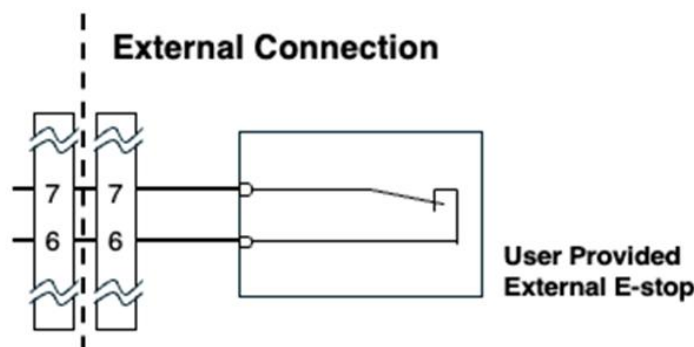 External Connection
7 7
6 6
User Provided
External E-stop